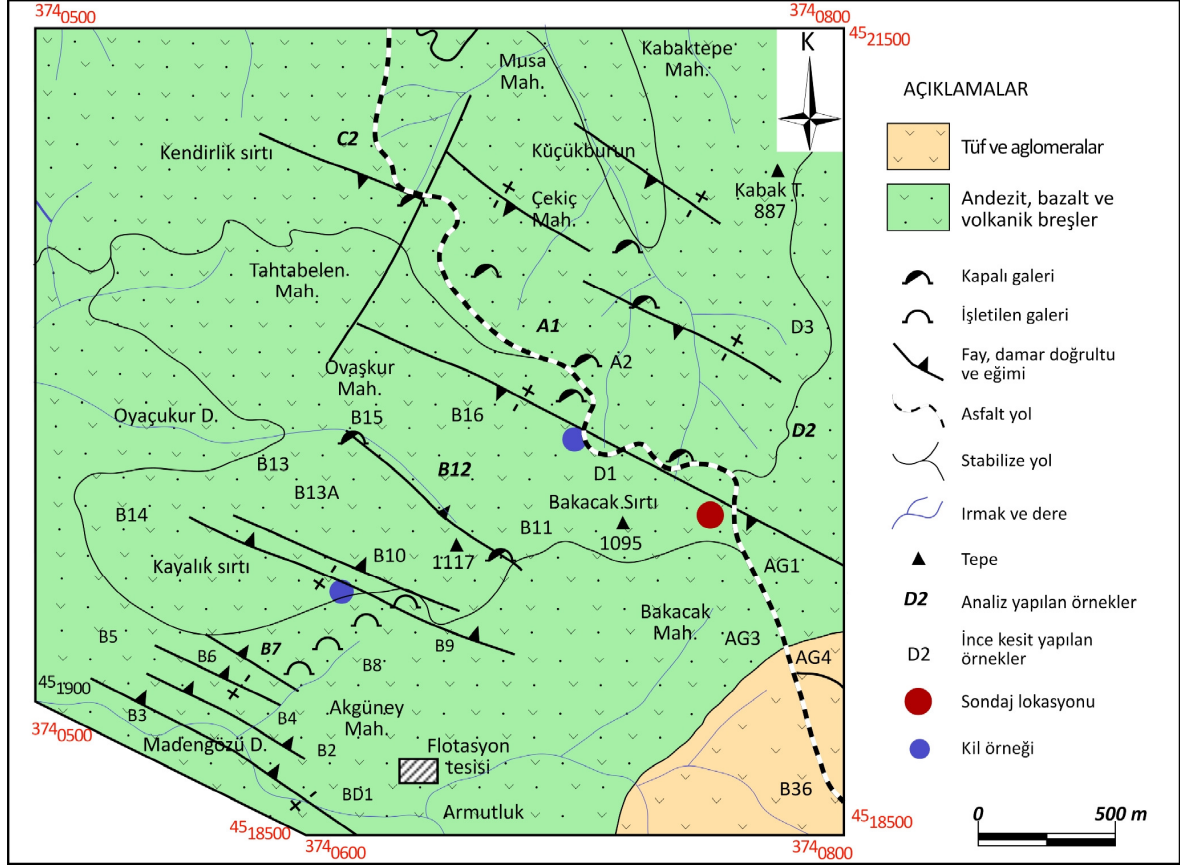 374 0500
374 0800
45 21500
K
Musa
Mah.
Kabaktepe
Mah.
C2
Kendirlik sırtı
Küçükburun
Kabak T.
887
Çekiç
Mah.
Tahtabelen
Mah.
A1
D3
A2
Ovaşkur
Mah.
Oyaçukur D.
B15
B16
D2
B13
B12
D1
B13A
Bakacak Sırtı
1095
B14
B11
B10
1117
Kayalık sırtı
AG1
Bakacak
Mah.
B5
B9
AG3
B7
B6
B8
AG4
45 1900
374 0500
B3
B4
Akgüney
Mah.
Madengözü D.
B2
Flotasyon
tesisi
BD1
Armutluk
B36
45 18500
374 0600
45 18500
374 0800
AÇIKLAMALAR
Tüf ve aglomeralar
Andezit, bazalt ve
volkanik breşler
Kapalı galeri
İşletilen galeri
Fay, damar doğrultu
ve eğimi
Asfalt yol
Stabilize yol
Irmak ve dere
Tepe
D2
Analiz yapılan örnekler
D2
İnce kesit yapılan
örnekler
Sondaj lokasyonu
Kil örneği
0
500 m